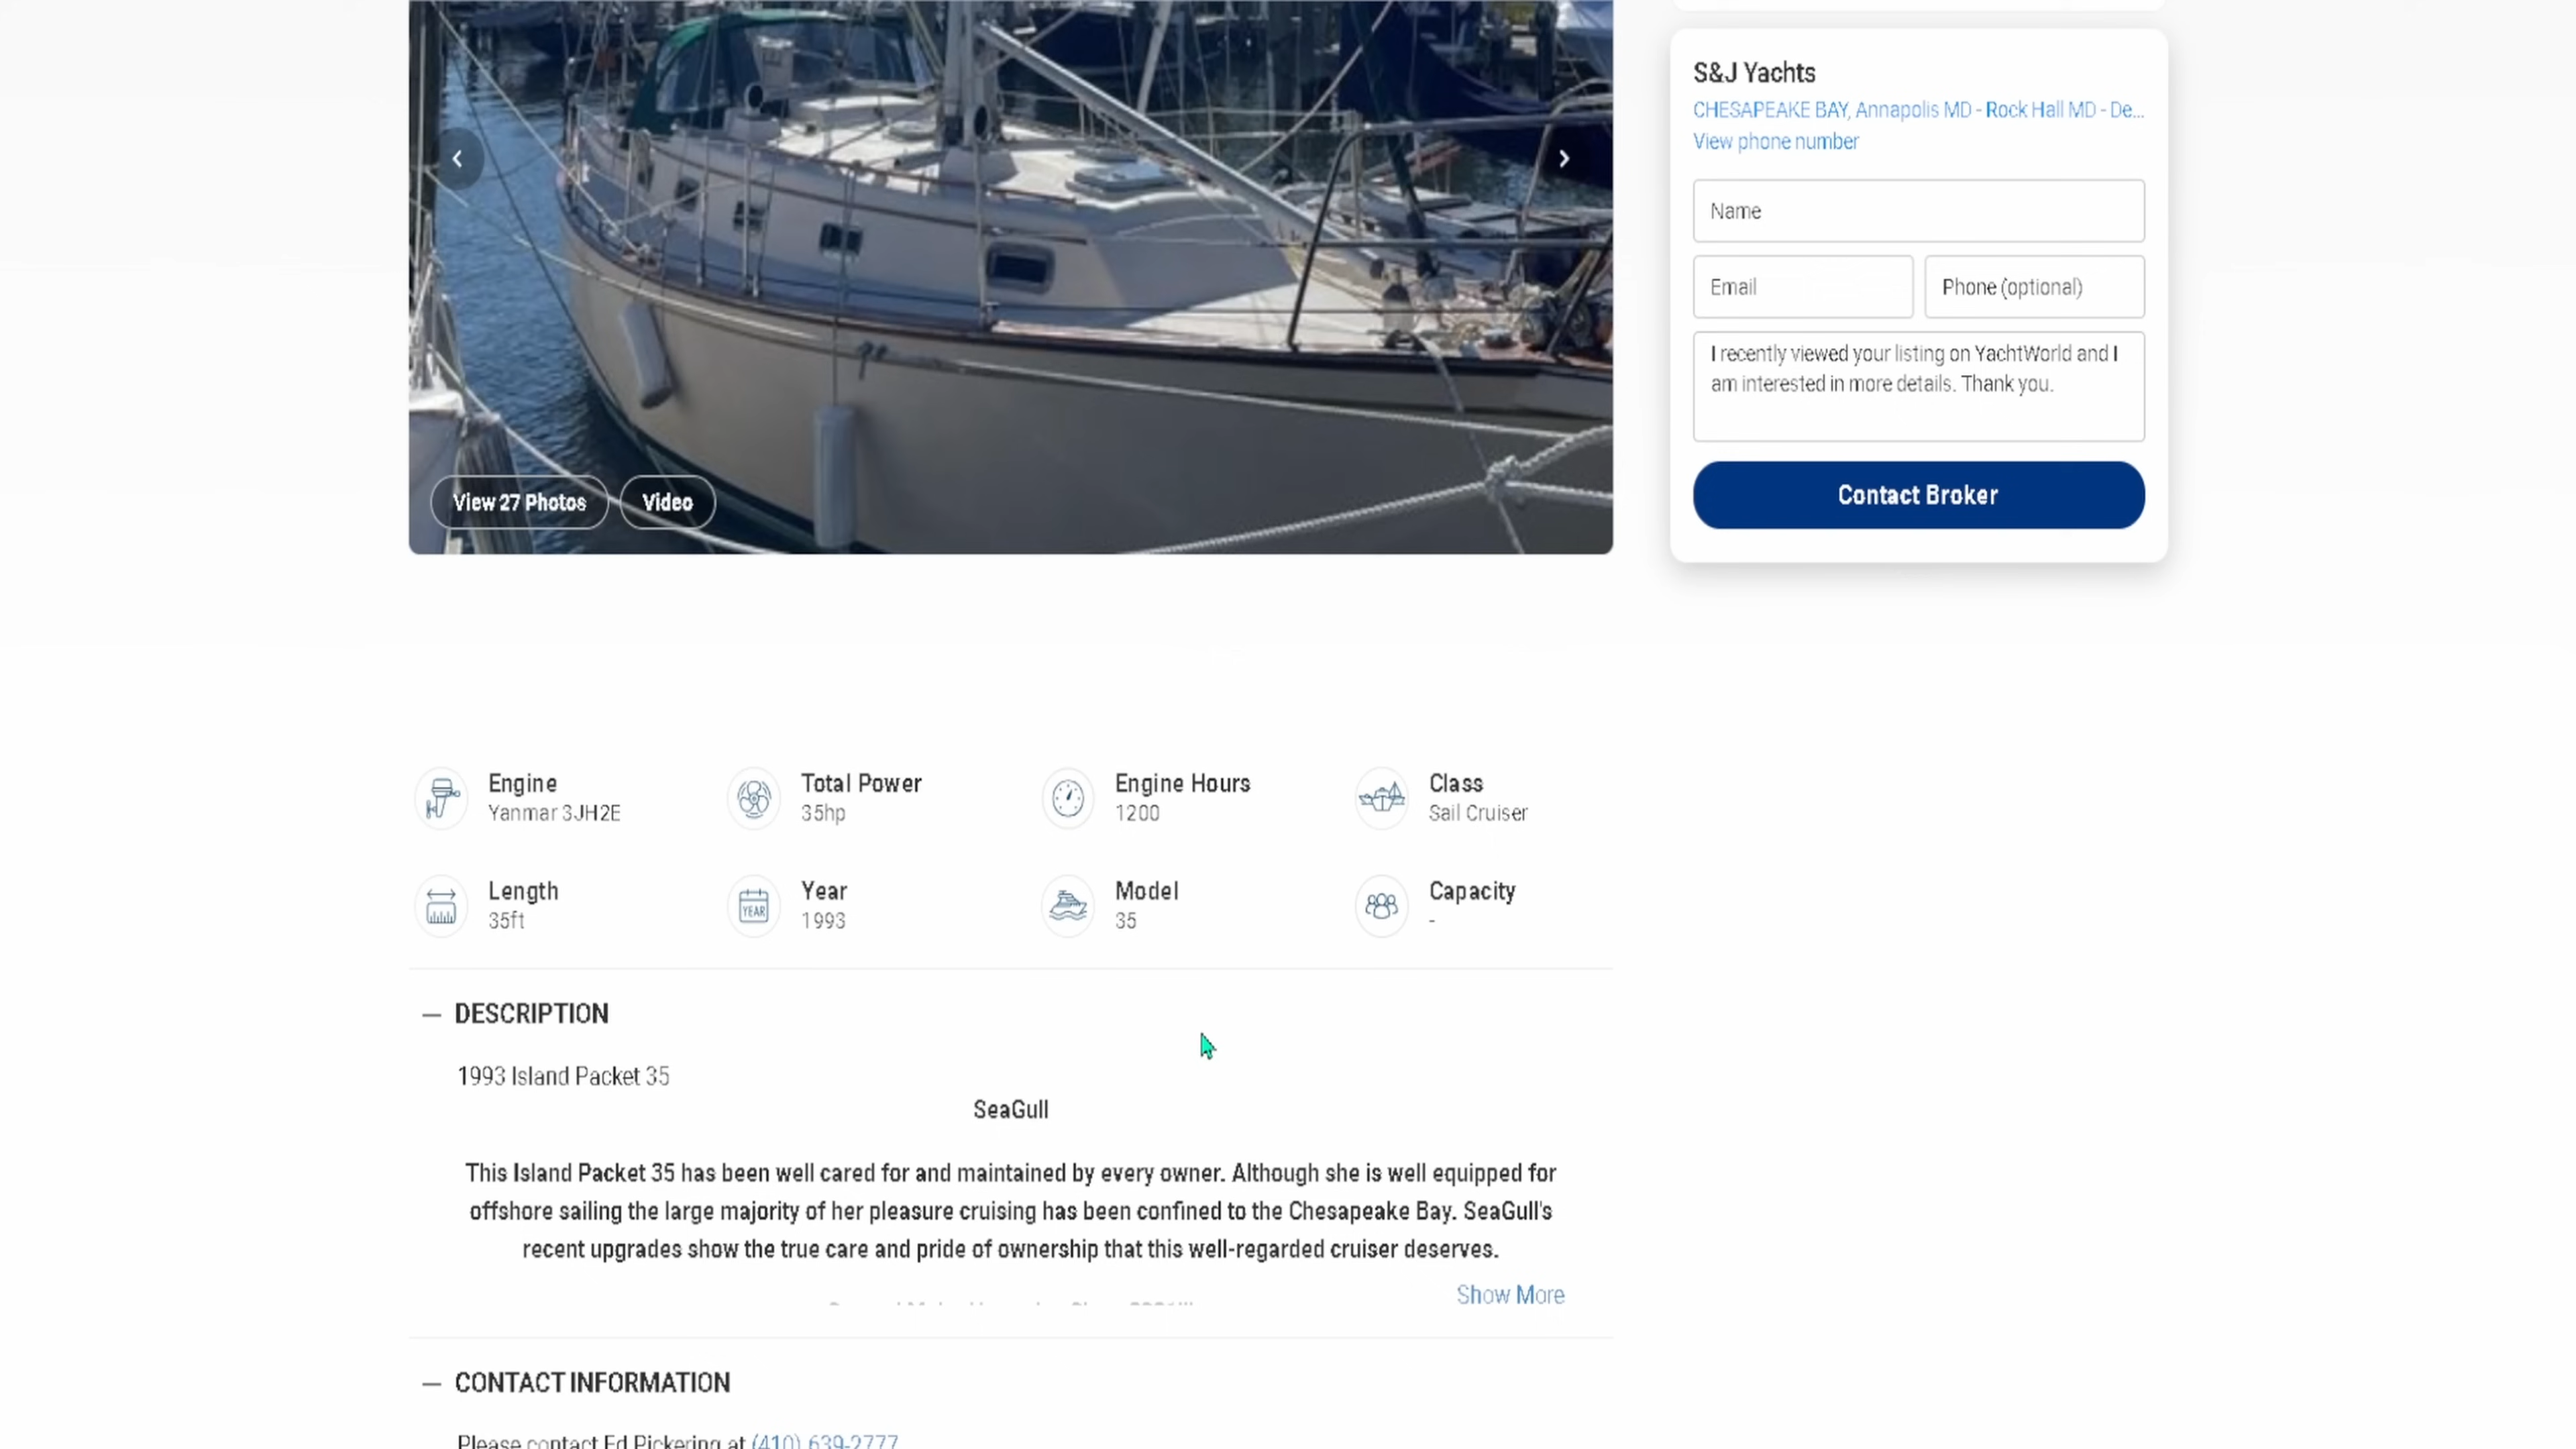 S&J Yachts
CHESAPEAKE BAY, Annapolis MD - Rock Hall MD - De...
View phone number
Name
Email
Phone (optional)
I recently viewed your listing on YachtWorld and I
am interested in more details. Thank you.
Contact Broker
View 27 Photos
Video
Engine
Yanmar 3JH2E
Total Power
35hp
Engine Hours
1200
Class
Sail Cruiser
Length
35ft
YEAR
Year
1993
Model
35
Capacity
-
— DESCRIPTION
1993 Island Packet 35
SeaGull
This Island Packet 35 has been well cared for and maintained by every owner. Although she is well equipped for
offshore sailing the large majority of her pleasure cruising has been confined to the Chesapeake Bay. SeaGull's
recent upgrades show the true care and pride of ownership that this well-regarded cruiser deserves.
Show More
— CONTACT INFORMATION
Please contact Ed Pickering at (410) 639-2777